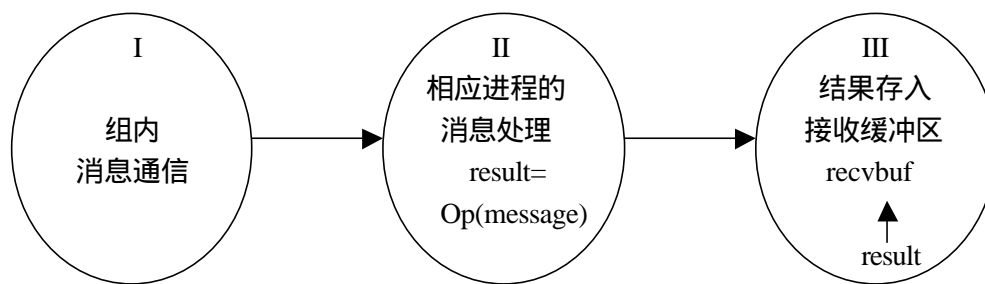 I
组内
消息通信
II
相应进程的
消息处理
result=
Op(message)
III
结果存入
接收缓冲区
recvbuf
result